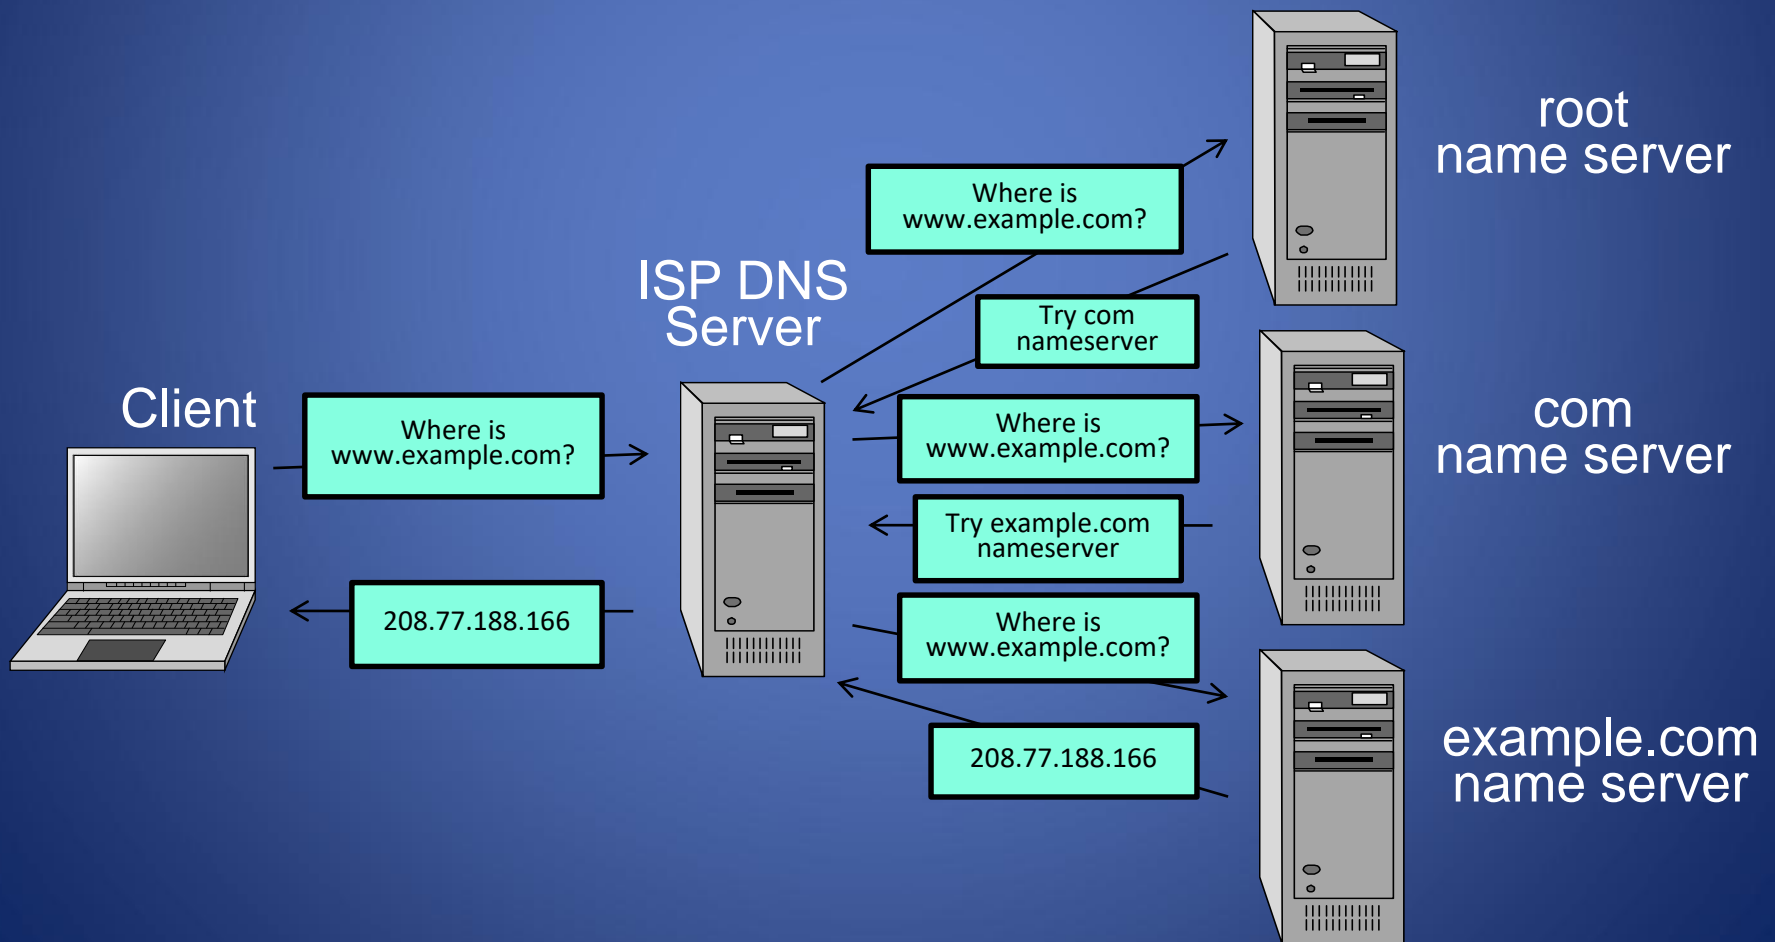 Client
Where is
www.example.com?
208.77.188.166
ISP DNS
Server
Where is
www.example.com?
Try com
nameserver
Where is
www.example.com?
Try example.com
nameserver
Where is
www.example.com?
208.77.188.166
root
name server
com
name server
example.com
name server